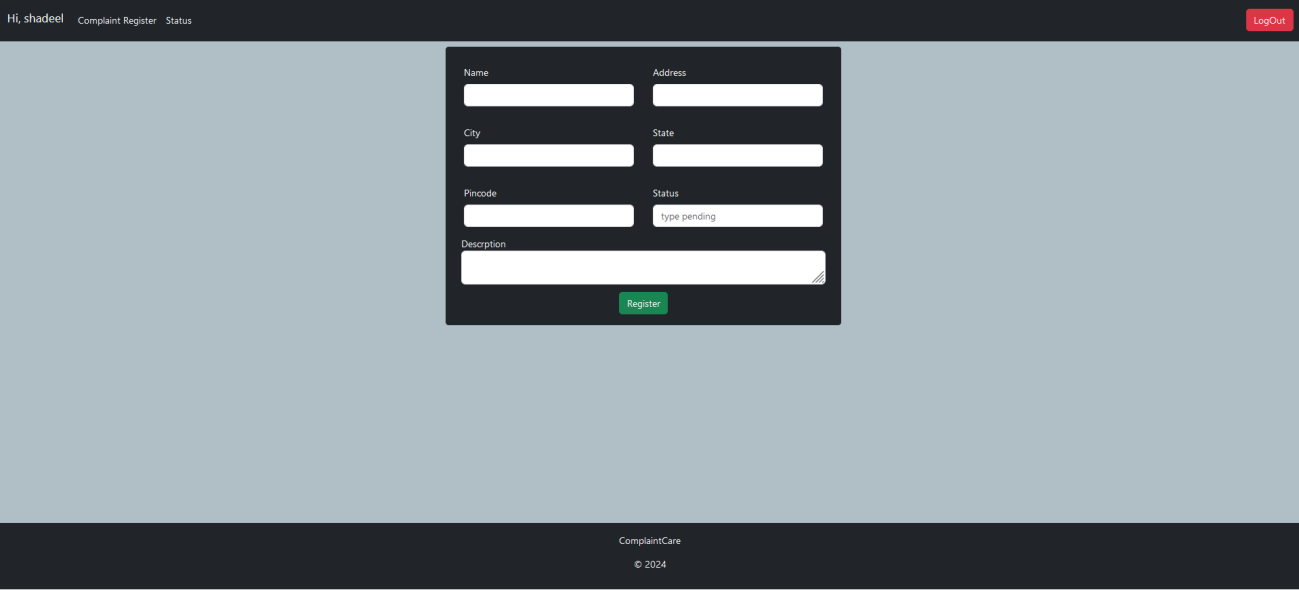 Hi, shadeel Complaint Register Status LogOut
Name Address
City State
Pincode Status
type pending
Descrption
Register
ComplaintCare
© 2024